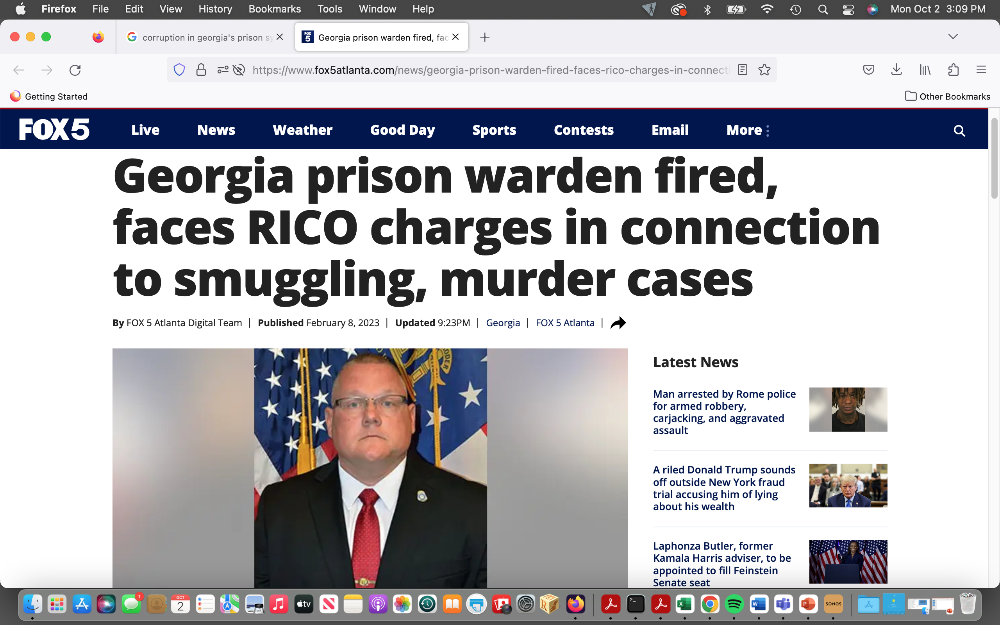 Firefox File Edit View History Bookmarks Tools Window Help Mon Oct 2 3:09 PM
corruption in georgia's prison sy
FOX 5 Georgia prison warden fired, fac
https://www.fox5atlanta.com/news/georgia-prison-warden-fired-faces-rico-charges-in-connecti
Getting Started Other Bookmarks
FOX 5 Live News Weather Good Day Sports Contests Email More
Georgia prison warden fired,
faces RICO charges in connection
to smuggling, murder cases
By FOX 5 Atlanta Digital Team | Published February 8, 2023 | Updated 9:23PM | Georgia | FOX 5 Atlanta |
Latest News
Man arrested by Rome police
for armed robbery,
carjacking, and aggravated
assault
A riled Donald Trump sounds
off outside New York fraud
trial accusing him of lying
about his wealth
Laphonza Butler, former
Kamala Harris adviser, to be
appointed to fill Feinstein
Senate seat
1
OCT
2
tv
SONOS